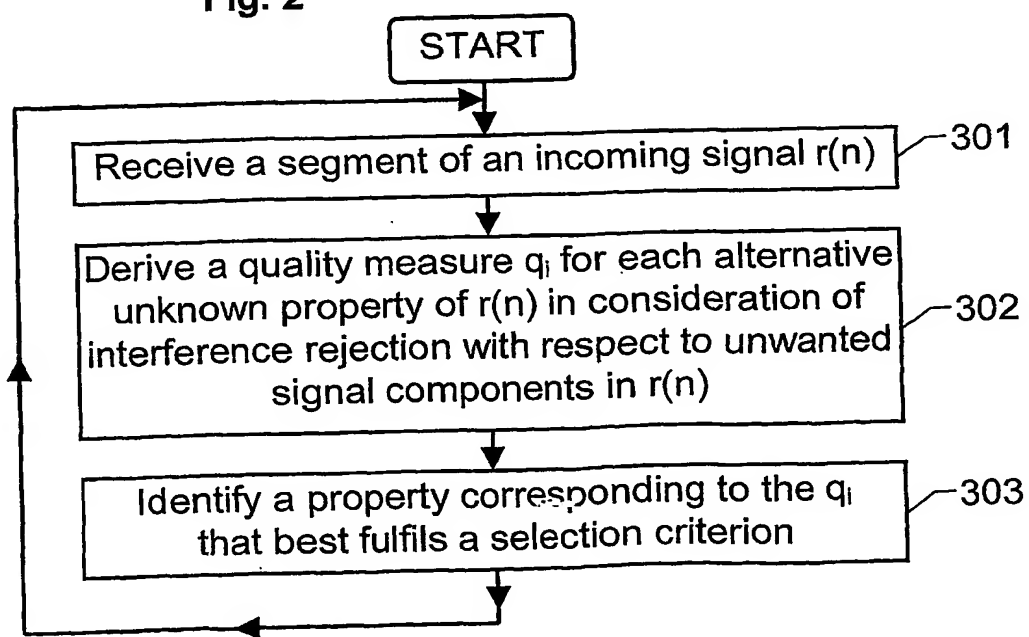 Fig. 2
START
Receive a segment of an incoming signal r(n)
301
Derive a quality measure qi for each alternative
unknown property of r(n) in consideration of
interference rejection with respect to unwanted
signal components in r(n)
302
Identify a property corresponding to the qi
that best fulfils a selection criterion
303